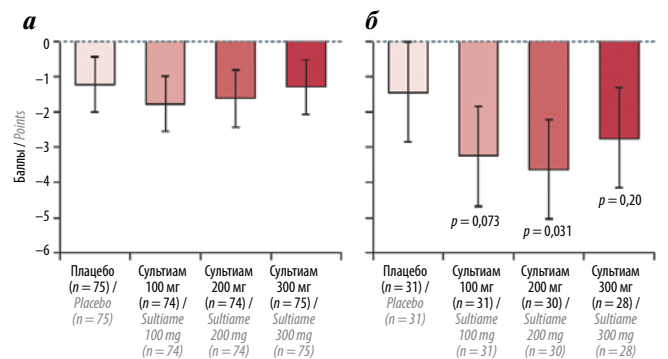 а
б
0
–1
–2
–3
–4
–5
–6
Баллы / Points
p = 0,073
p = 0,031
p = 0,20
Плацебо
(n = 75) /
Placebo
(n = 75)
Сультиам
100 мг
(n = 74) /
Sultiame
100 mg
(n = 74)
Сультиам
200 мг
(n = 74) /
Sultiame
200 mg
(n = 74)
Сультиам
300 мг
(n = 75) /
Sultiame
300 mg
(n = 75)
Плацебо
(n = 31) /
Placebo
(n = 31)
Сультиам
100 мг
(n = 31) /
Sultiame
100 mg
(n = 31)
Сультиам
200 мг
(n = 30) /
Sultiame
200 mg
(n = 30)
Сультиам
300 мг
(n = 28) /
Sultiame
300 mg
(n = 28)